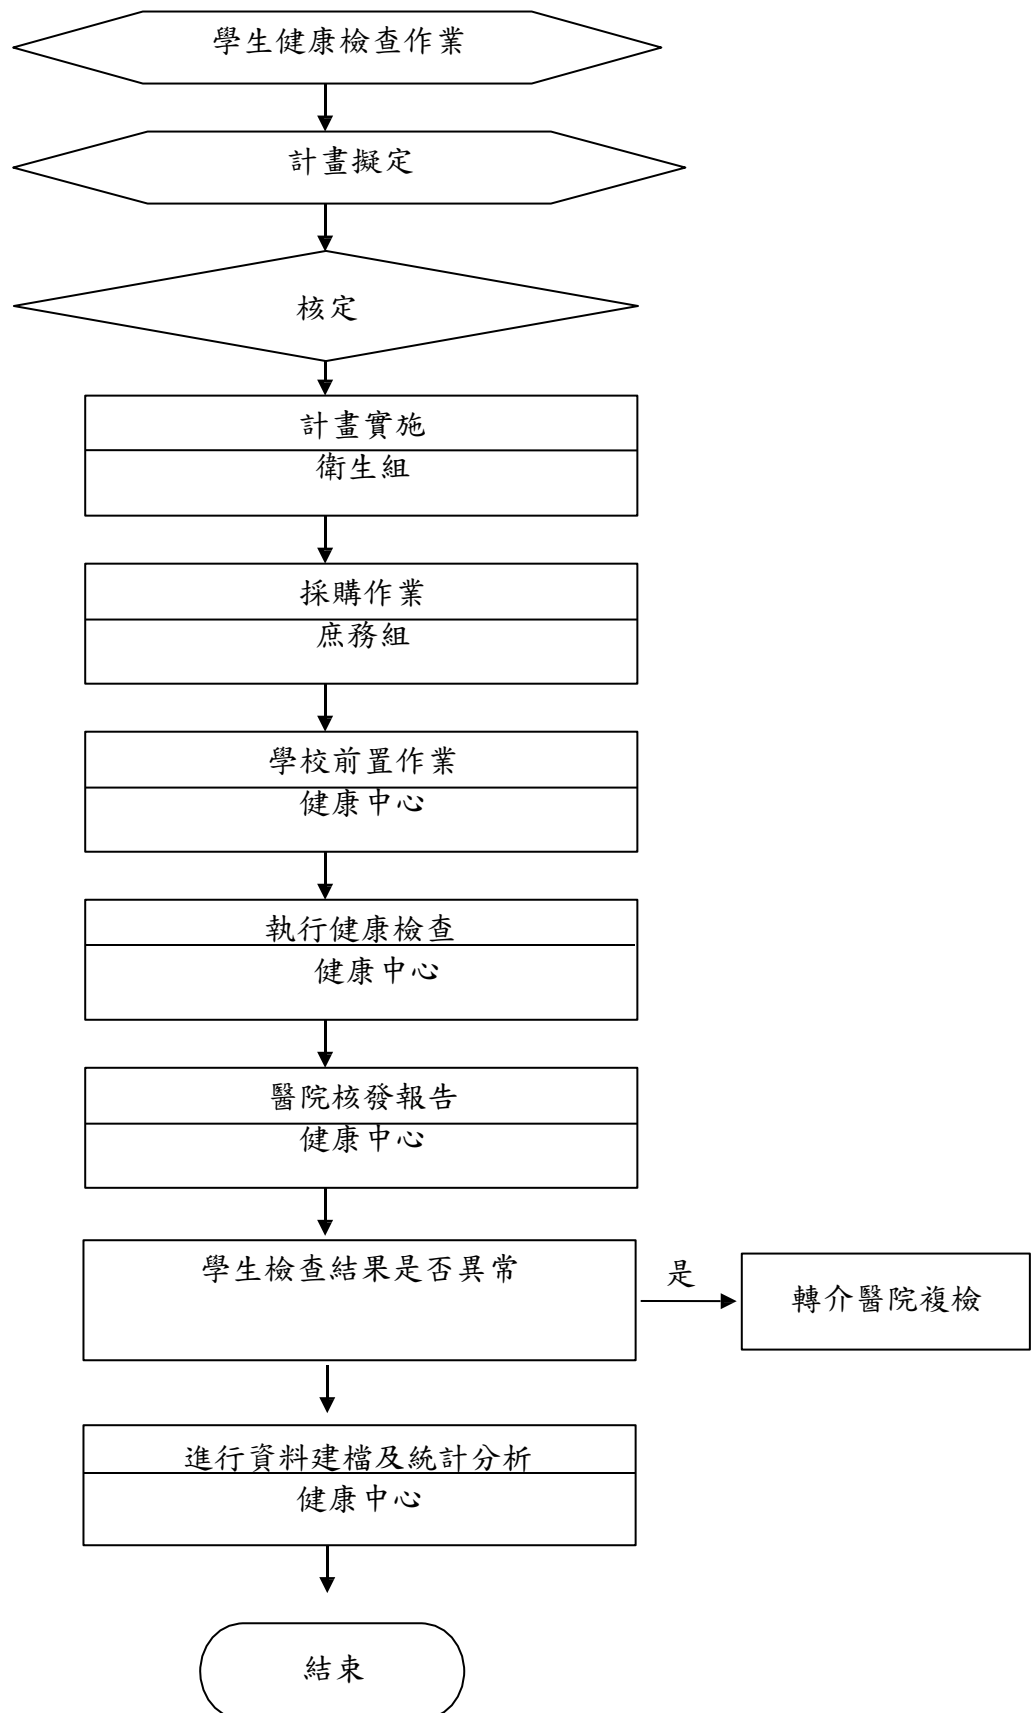 學生健康檢查作業
計畫擬定
核定
計畫實施
衛生組
採購作業
庶務組
學校前置作業
健康中心
執行健康檢查
健康中心
醫院核發報告
健康中心
學生檢查結果是否異常
是
轉介醫院複檢
進行資料建檔及統計分析
健康中心
結束